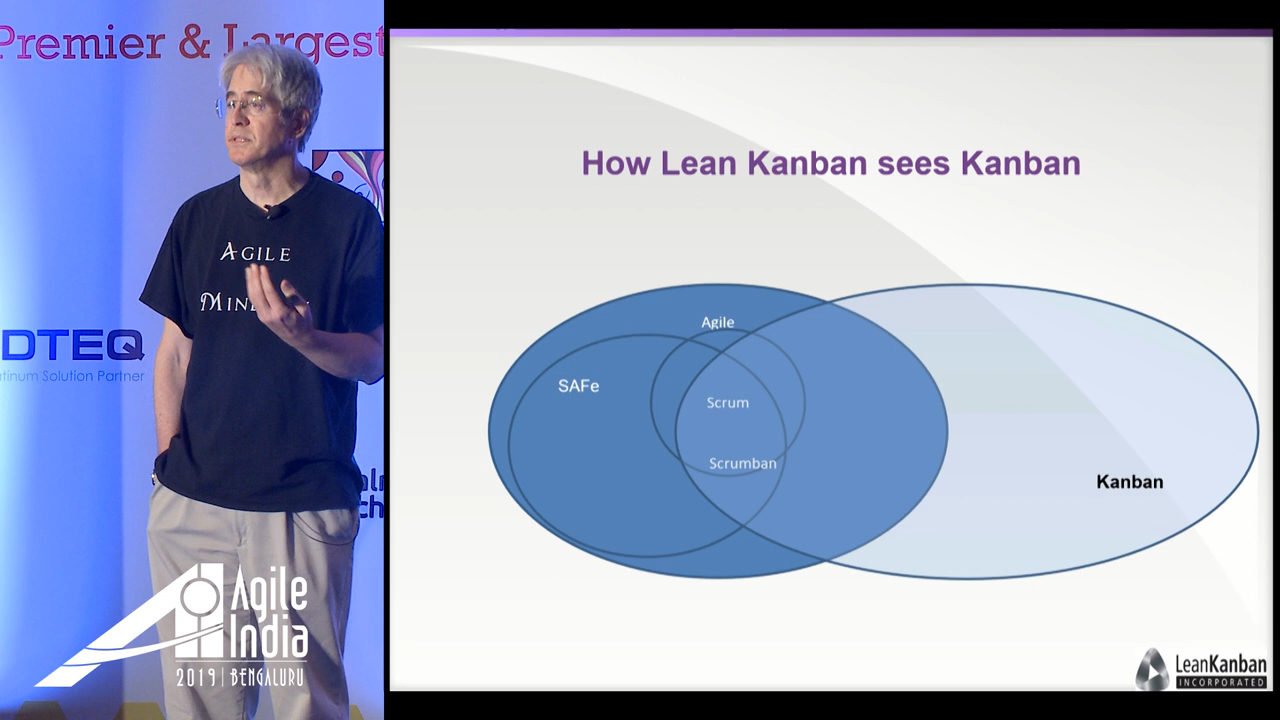 Premier & Largest
AGILE
DTEQ
Platinum Solution Partner
Agile
India
2019 | BENGALURU
How Lean Kanban sees Kanban
Agile
SAFe
Scrum
Scrumban
Kanban
LeanKanban
INCORPORATED